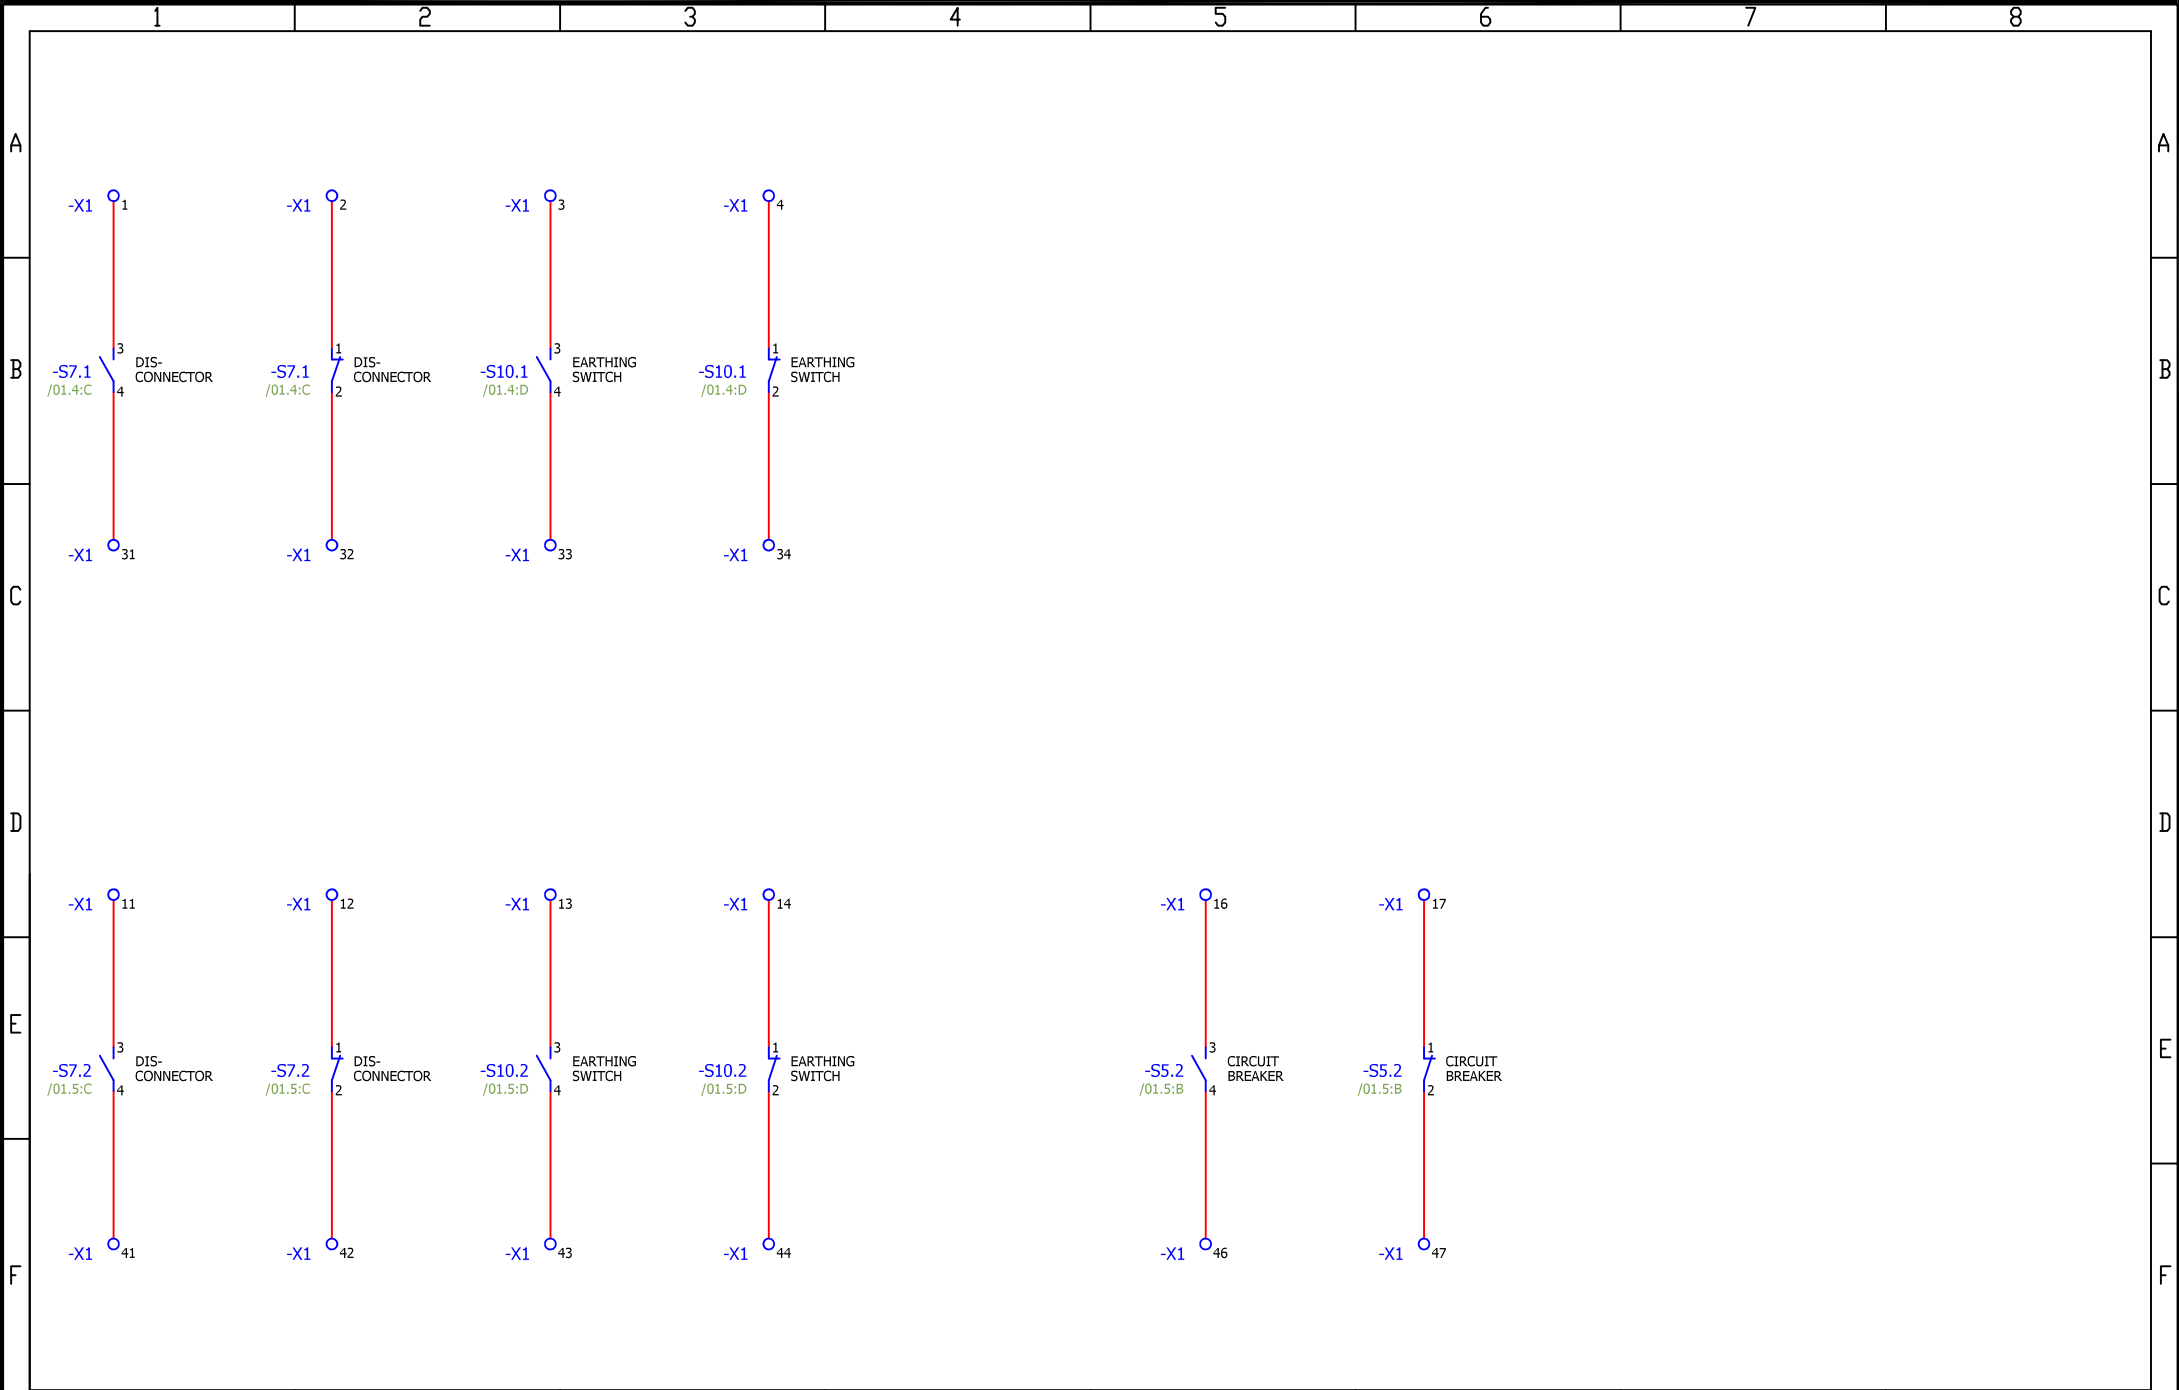 1 2 3 4 5 6 7 8
A A
-X1 1 -X1 2 -X1 3 -X1 4
3 1 3 1
DIS- DIS- EARTHING EARTHING
B -S7.1 CONNECTOR -S7.1 CONNECTOR -S10.1 SWITCH -S10.1 SWITCH B
/01.4:C 4 /01.4:C 2 /01.4:D 4 /01.4:D 2
-X1 31 -X1 32 -X1 33 -X1 34
C C
D D
-X1 11 -X1 12 -X1 13 -X1 14 -X1 16 -X1 17
E
3 1 3 1 3 1 E
DIS- DIS- EARTHING EARTHING CIRCUIT CIRCUIT
-S7.2 CONNECTOR -S7.2 CONNECTOR -S10.2 SWITCH -S10.2 SWITCH -S5.2 BREAKER -S5.2 BREAKER
/01.5:C 4 /01.5:C 2 /01.5:D 4 /01.5:D 2 /01.5:B 4 /01.5:B 2
-X1 41 -X1 42 -X1 43 -X1 44 -X1 46 -X1 47
F F